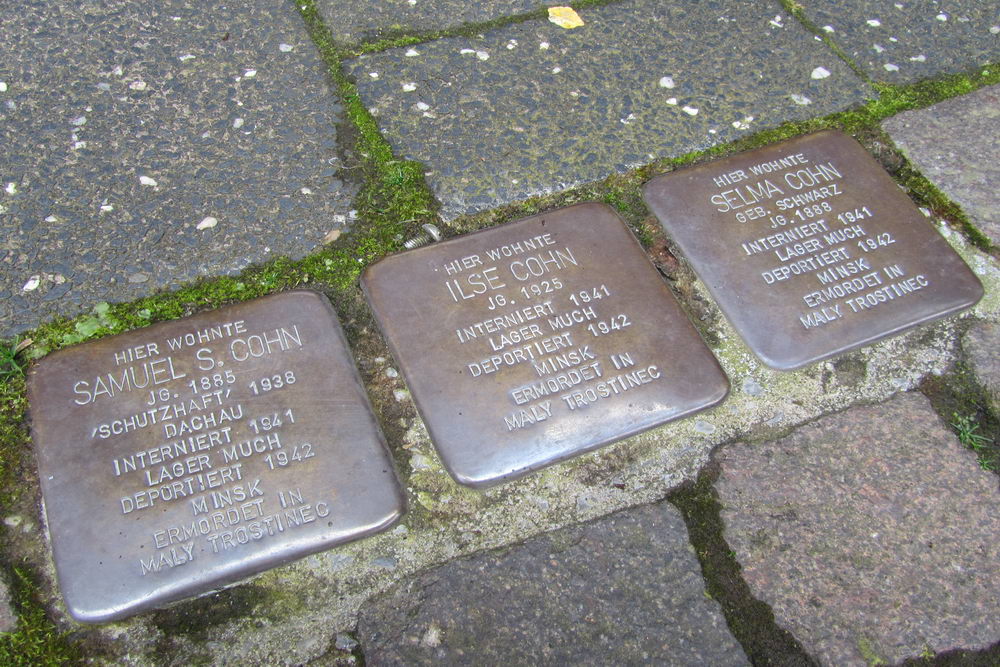 HIER WOHNTE
SAMUEL S. COHN
JG. 1885
'SCHUTZHAFT' 1938
DACHAU
INTERNIERT 1941
LAGER MUCH
DEPORTIERT 1942
MINSK
ERMORDET IN
MALY TROSTINEC
HIER WOHNTE
ILSE COHN
JG. 1925
INTERNIERT 1941
LAGER MUCH
DEPORTIERT 1942
MINSK
ERMORDET IN
MALY TROSTINEC
HIER WOHNTE
SELMA COHN
GEB. SCHWARZ
JG. 1888
INTERNIERT 1941
LAGER MUCH
DEPORTIERT 1942
MINSK
ERMORDET IN
MALY TROSTINEC